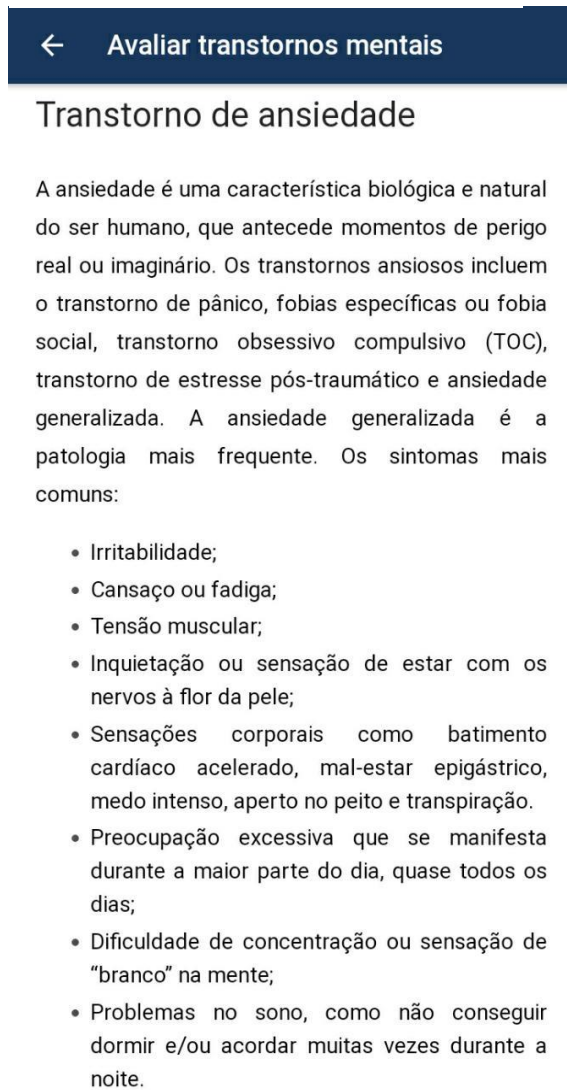 ← Avaliar transtornos mentais
Transtorno de ansiedade
A ansiedade é uma característica biológica e natural
do ser humano, que antecede momentos de perigo
real ou imaginário. Os transtornos ansiosos incluem
o transtorno de pânico, fobias específicas ou fobia
social, transtorno obsessivo compulsivo (TOC),
transtorno de estresse pós-traumático e ansiedade
generalizada. A ansiedade generalizada é a
patologia mais frequente. Os sintomas mais
comuns:
• Irritabilidade;
• Cansaço ou fadiga;
• Tensão muscular;
• Inquietação ou sensação de estar com os
nervos à flor da pele;
• Sensações corporais como batimento
cardíaco acelerado, mal-estar epigástrico,
medo intenso, aperto no peito e transpiração.
• Preocupação excessiva que se manifesta
durante a maior parte do dia, quase todos os
dias;
• Dificuldade de concentração ou sensação de
“branco” na mente;
• Problemas no sono, como não conseguir
dormir e/ou acordar muitas vezes durante a
noite.